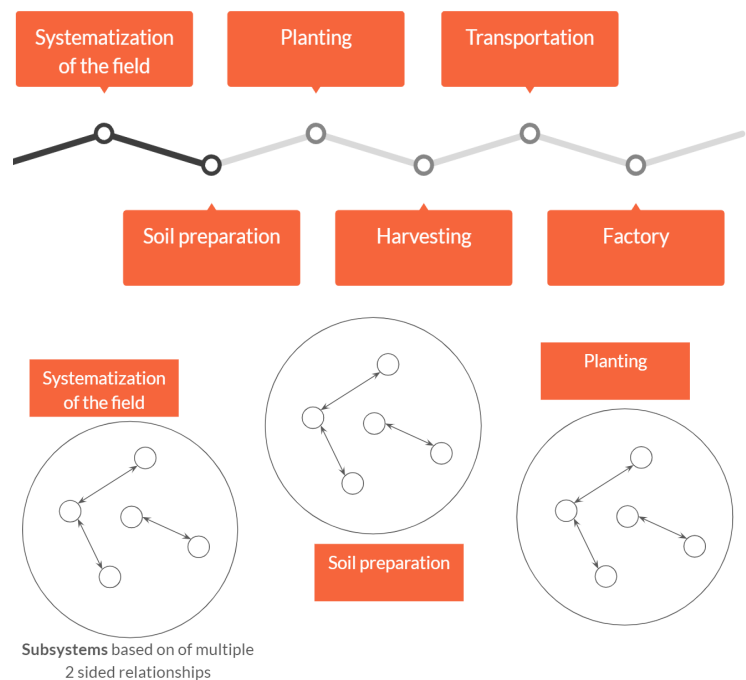 Systematization
of the field
Planting
Transportation
Soil preparation
Harvesting
Factory
Systematization
of the field
Soil preparation
Planting
Subsystems based on of multiple
2 sided relationships